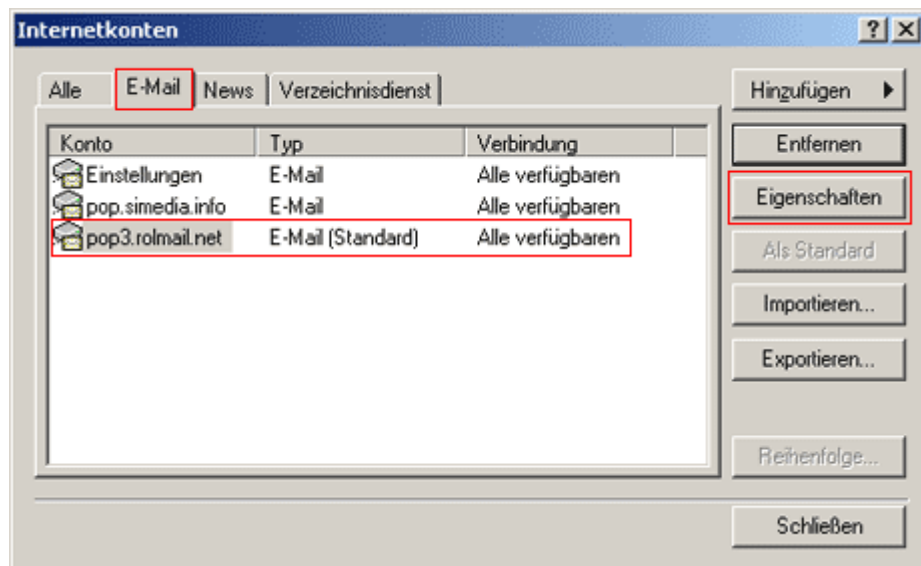 Internetkonten
Alle E-Mail News Verzeichnisdienst
Hinzufügen
Konto Typ Verbindung
Entfernen
Einstellungen E-Mail Alle verfügbaren
pop.simedia.info E-Mail Alle verfügbaren
Eigenschaften
pop3.rolmail.net E-Mail (Standard) Alle verfügbaren
Als Standard
Importieren...
Exportieren...
Reihenfolge...
Schließen